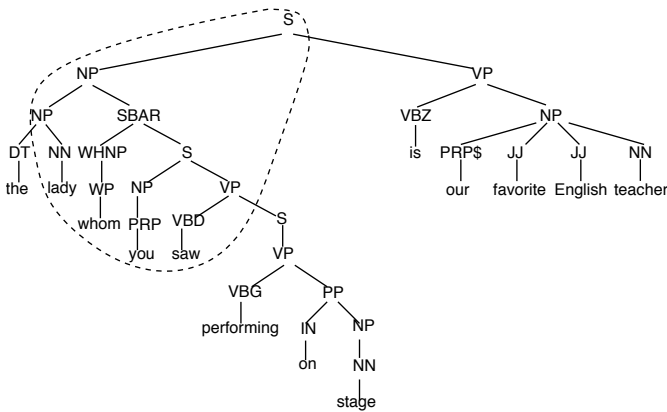 S
NP VP
NP SBAR VBZ NP
DT NN WHNP S is PRP$ JJ JJ NN
the lady WP NP VP our favorite English teacher
whom PRP VBD S
you saw VP
VBG PP
performing IN NP
on NN
stage